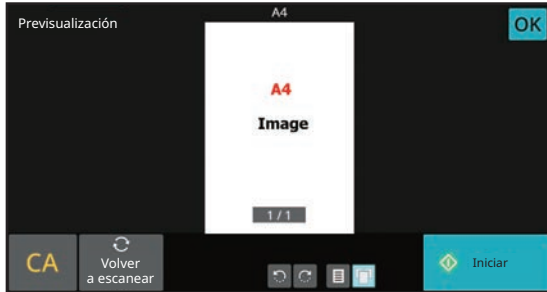 A4
Previsualización
OK
A4
Image
1 / 1
CA
Volver
a escanear
Iniciar